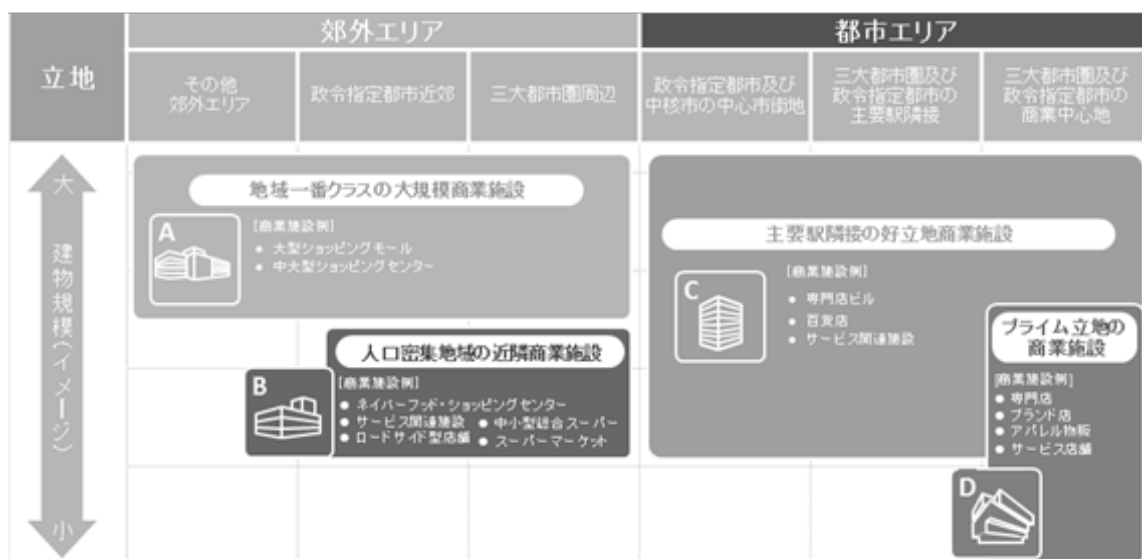 立地
郊外エリア
都市エリア
その他
郊外エリア
政令指定都市近郊
三大都市圏周辺
政令指定都市及び
中核市の中心市街地
三大都市圏及び
政令指定都市の
主要駅隣接
三大都市圏及び
政令指定都市の
商業中心地
大
建物規模(イメージ)
小
地域一番クラスの大規模商業施設
A
[商業施設例]
● 大型ショッピングモール
● 中大型ショッピングセンター
人口密集地域の近隣商業施設
B
[商業施設例]
● ネイバーフッド・ショッピングセンター
● サービス関連施設 ● 中小型総合スーパー
● ロードサイド型店舗 ● スーパーマーケット
主要駅隣接の好立地商業施設
C
[商業施設例]
● 専門店ビル
● 百貨店
● サービス関連施設
プライム立地の
商業施設
[商業施設例]
● 専門店
● ブランド店
● アパレル物販
● サービス店舗
D